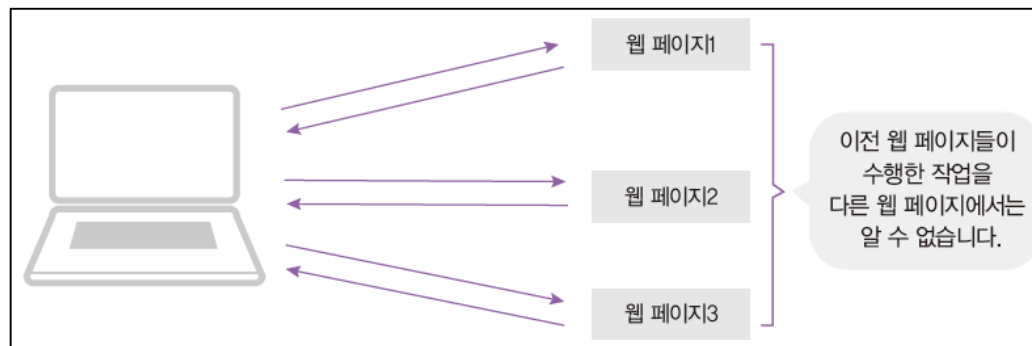 웹 페이지1
웹 페이지2
웹 페이지3
이전 웹 페이지들이
수행한 작업을
다른 웹 페이지에서는
알 수 없습니다.